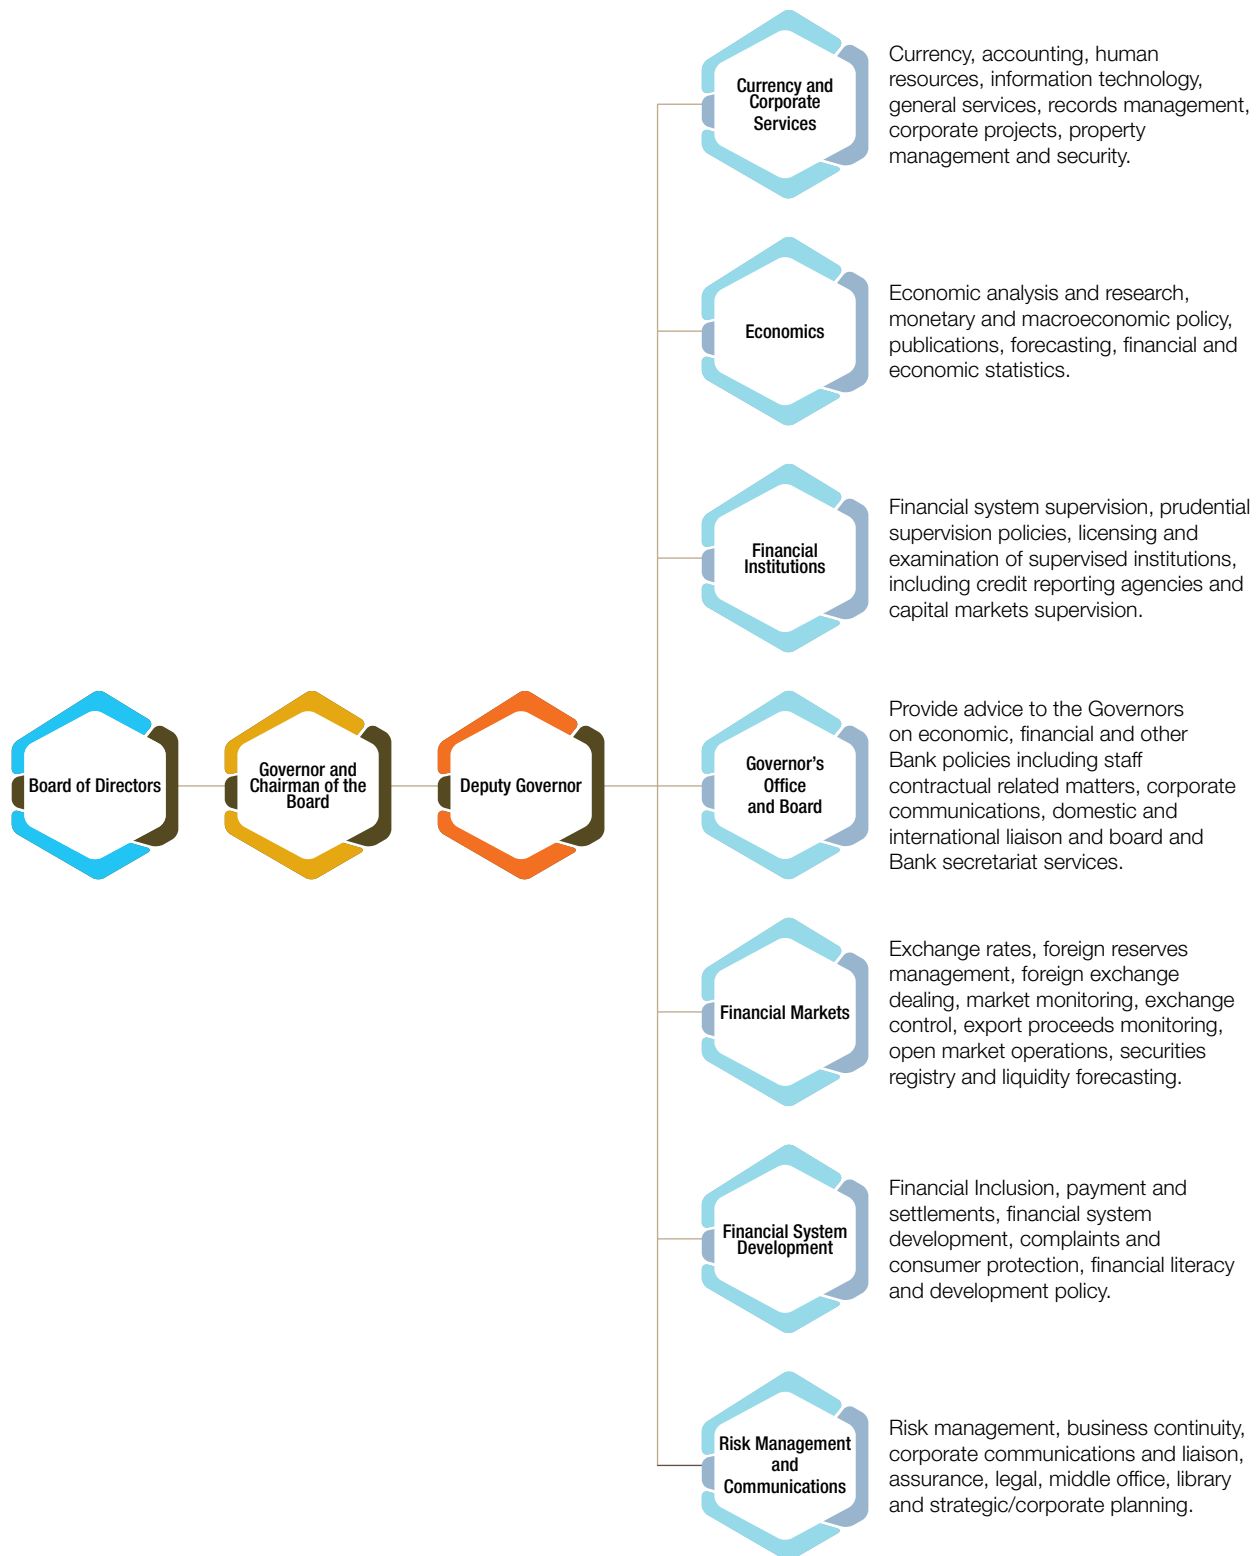 Currency and
Corporate
Services
Currency, accounting, human
resources, information technology,
general services, records management,
corporate projects, property
management and security.
Economics
Economic analysis and research,
monetary and macroeconomic policy,
publications, forecasting, financial and
economic statistics.
Financial
Institutions
Financial system supervision, prudential
supervision policies, licensing and
examination of supervised institutions,
including credit reporting agencies and
capital markets supervision.
Board of Directors
Governor and
Chairman of the
Board
Deputy Governor
Governor’s
Office
and Board
Provide advice to the Governors
on economic, financial and other
Bank policies including staff
contractual related matters, corporate
communications, domestic and
international liaison and board and
Bank secretariat services.
Financial Markets
Exchange rates, foreign reserves
management, foreign exchange
dealing, market monitoring, exchange
control, export proceeds monitoring,
open market operations, securities
registry and liquidity forecasting.
Financial System
Development
Financial Inclusion, payment and
settlements, financial system
development, complaints and
consumer protection, financial literacy
and development policy.
Risk Management
and
Communications
Risk management, business continuity,
corporate communications and liaison,
assurance, legal, middle office, library
and strategic/corporate planning.